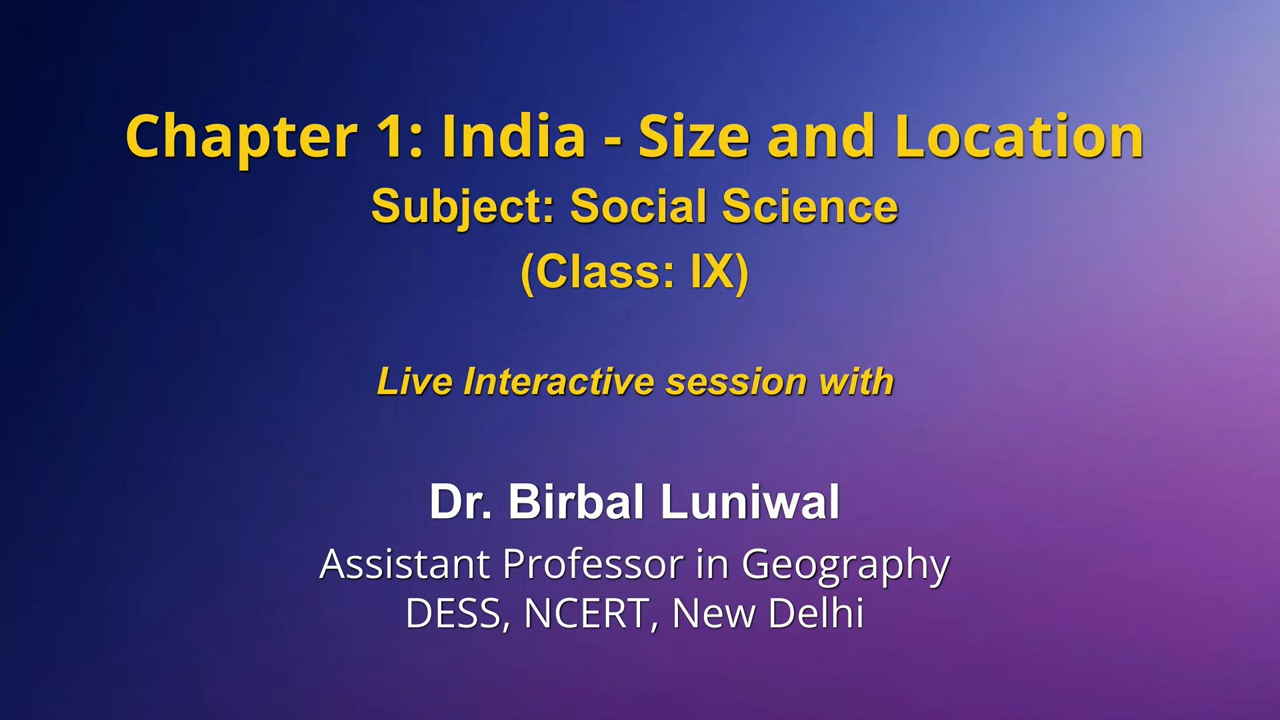 Chapter 1: India - Size and Location
Subject: Social Science
(Class: IX)
Live Interactive session with
Dr. Birbal Luniwal
Assistant Professor in Geography
DESS, NCERT, New Delhi